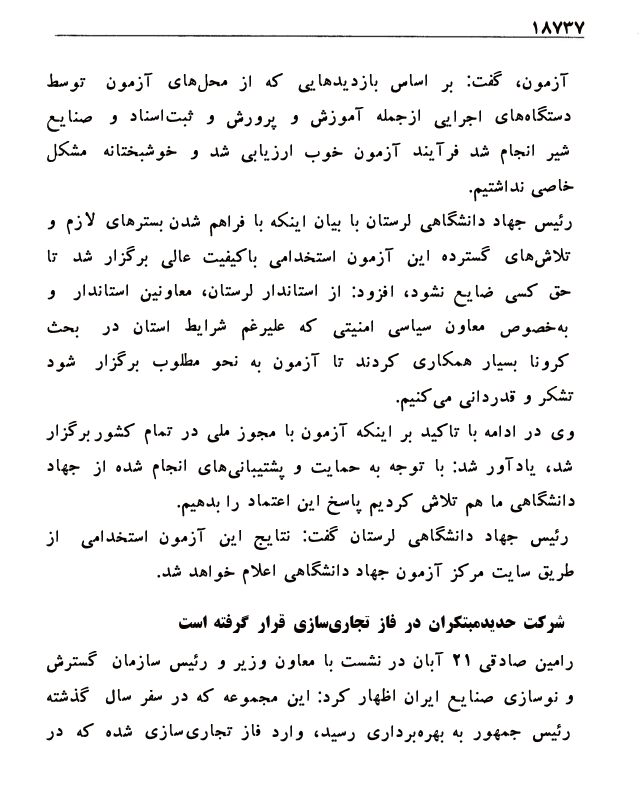 ۱۸۷۳۷
آزمون، گفت: بر اساس بازدیدهایی که از محل‌های آزمون توسط
دستگاه‌های اجرایی ازجمله آموزش و پرورش و ثبت‌اسناد و صنایع
شیر انجام شد فرآیند آزمون خوب ارزیابی شد و خوشبختانه مشکل
خاصی نداشتیم.
رئیس جهاد دانشگاهی لرستان با بیان اینکه با فراهم شدن بسترهای لازم و
تلاش‌های گسترده این آزمون استخدامی باکیفیت عالی برگزار شد تا
حق کسی ضایع نشود، افزود: از استاندار لرستان، معاونین استاندار و
به‌خصوص معاون سیاسی امنیتی که علیرغم شرایط استان در بحث
کرونا بسیار همکاری کردند تا آزمون به نحو مطلوب برگزار شود
تشکر و قدردانی می‌کنیم.
وی در ادامه با تاکید بر اینکه آزمون با مجوز ملی در تمام کشور برگزار
شد، یادآور شد: با توجه به حمایت و پشتیبانی‌های انجام شده از جهاد
دانشگاهی ما هم تلاش کردیم پاسخ این اعتماد را بدهیم.
رئیس جهاد دانشگاهی لرستان گفت: نتایج این آزمون استخدامی از
طریق سایت مرکز آزمون جهاد دانشگاهی اعلام خواهد شد.
شرکت حدیدمبتکران در فاز تجاری‌سازی قرار گرفته است
رامین صادقی ۲۱ آبان در نشست با معاون وزیر و رئیس سازمان گسترش
و نوسازی صنایع ایران اظهار کرد: این مجموعه که در سفر سال گذشته
رئیس جمهور به بهره‌برداری رسید، وارد فاز تجاری‌سازی شده که در